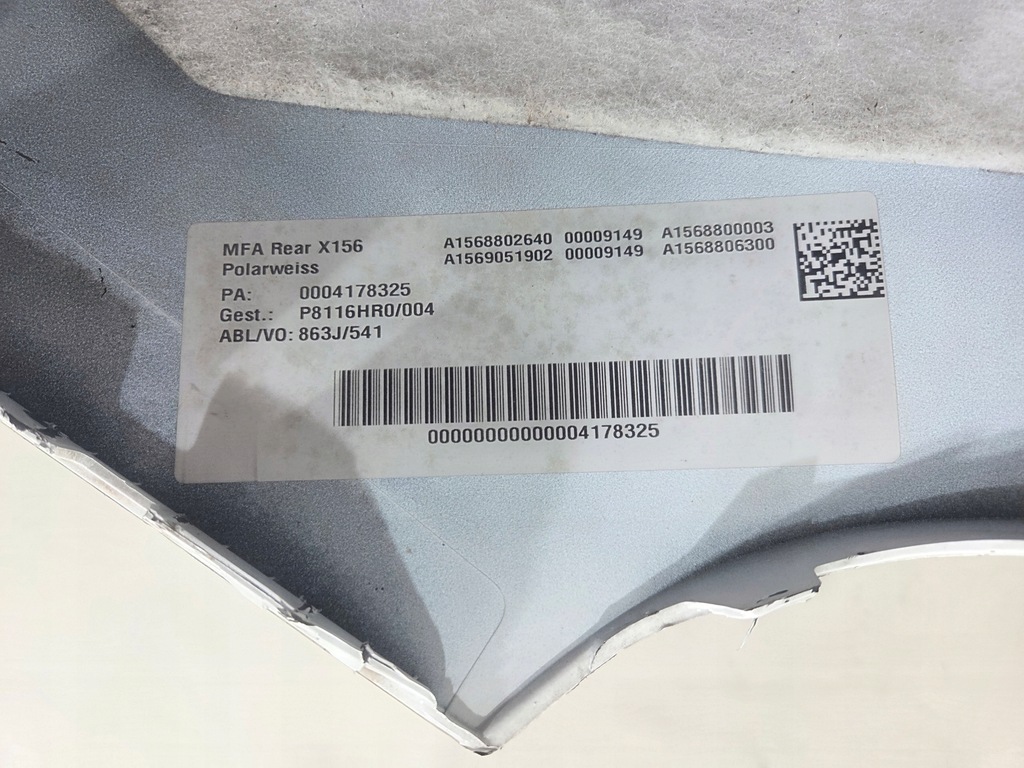 MFA Rear X156
Polarweiss
A1568802640 00009149 A1568800003
A1569051902 00009149 A1568806300
PA: 0004178325
Gest.: P8116HR0/004
ABL/VO: 863J/541
00000000000004178325